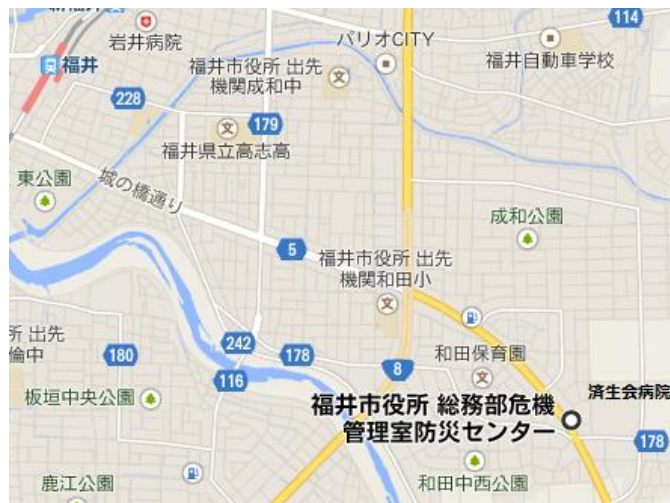 新福井
114
岩井病院
パリオCITY
福井
福井市役所 出先
機関成和中
福井自動車学校
228
179
福井県立高志高
東公園
城の橋通り
成和公園
5
福井市役所 出先
機関和田小
所 出先
倫中
180
242
178
116
8
和田保育園
板垣中央公園
済生会病院
福井市役所 総務部危機
管理室防災センター
178
鹿江公園
和田中西公園